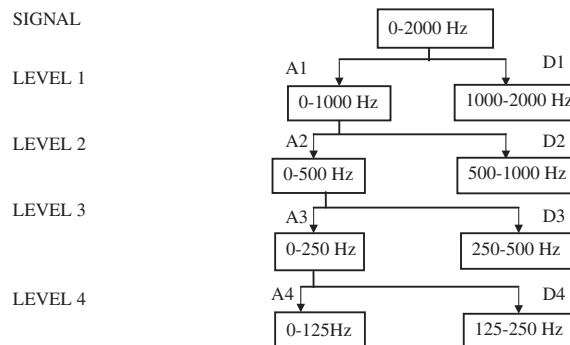 SIGNAL
0-2000 Hz
A1
D1
LEVEL 1
0-1000 Hz
1000-2000 Hz
LEVEL 2
A2
D2
0-500 Hz
500-1000 Hz
LEVEL 3
A3
D3
0-250 Hz
250-500 Hz
LEVEL 4
A4
D4
0-125Hz
125-250 Hz